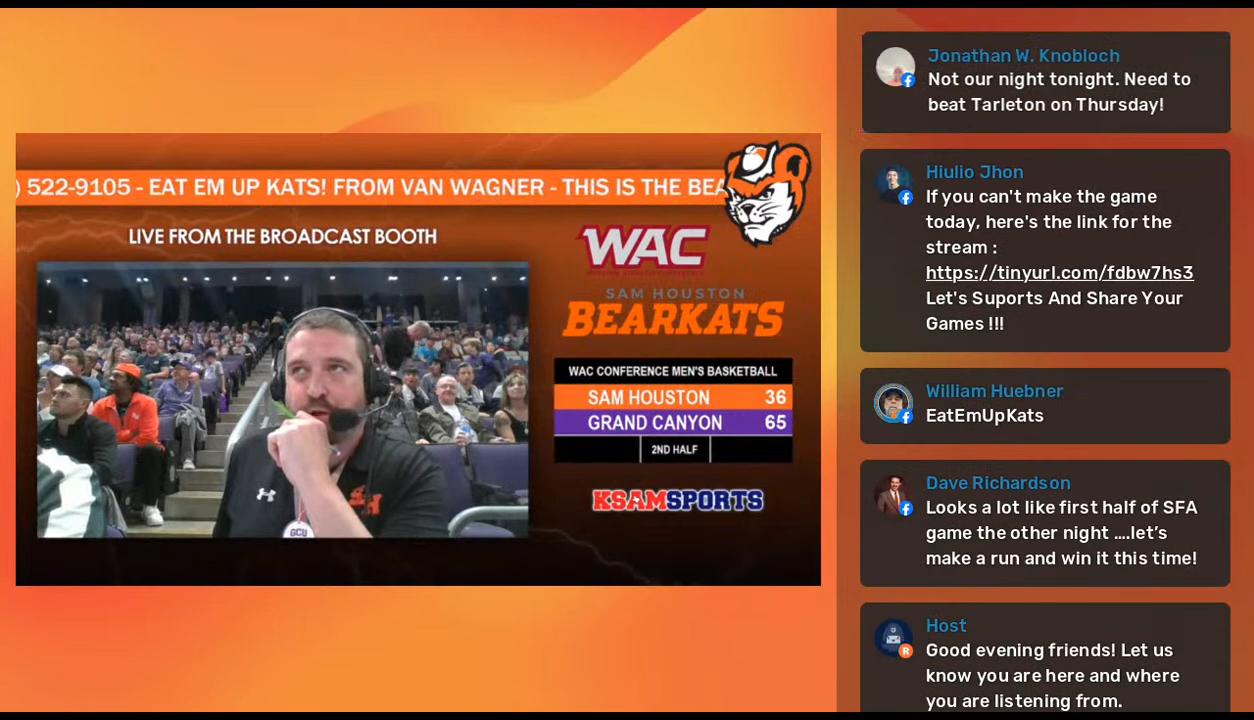 ) 522-9105 - EAT EM UP KATS! FROM VAN WAGNER - THIS IS THE BEA
LIVE FROM THE BROADCAST BOOTH
WAC
SAM HOUSTON
BEARKATS
WAC CONFERENCE MEN'S BASKETBALL
SAM HOUSTON 36
GRAND CANYON 65
2ND HALF
KSAMSPORTS
GCU
Jonathan W. Knobloch
Not our night tonight. Need to
beat Tarleton on Thursday!
Hiulio Jhon
If you can't make the game
today, here's the link for the
stream :
https://tinyurl.com/fdbw7hs3
Let's Suports And Share Your
Games !!!
William Huebner
EatEmUpKats
Dave Richardson
Looks a lot like first half of SFA
game the other night ....let's
make a run and win it this time!
Host
Good evening friends! Let us
know you are here and where
you are listening from.